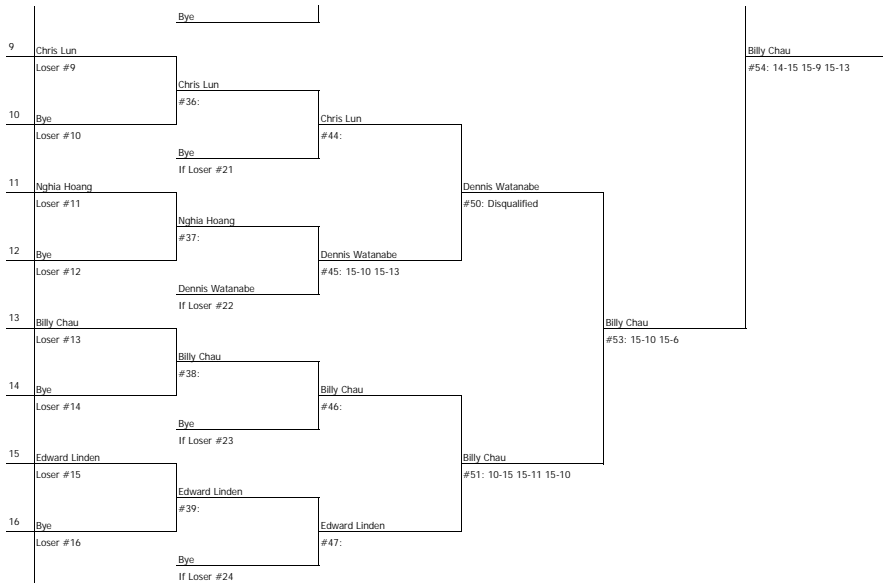 Bye
9
Chris Lun
Billy Chau
Loser #9
#54: 14-15 15-9 15-13
Chris Lun
#36:
10
Bye
Chris Lun
Loser #10
#44:
Bye
If Loser #21
11
Nghia Hoang
Dennis Watanabe
Loser #11
#50: Disqualified
Nghia Hoang
#37:
12
Bye
Dennis Watanabe
Loser #12
#45: 15-10 15-13
Dennis Watanabe
If Loser #22
13
Billy Chau
Billy Chau
Loser #13
#53: 15-10 15-6
Billy Chau
#38:
14
Bye
Billy Chau
Loser #14
#46:
Bye
If Loser #23
15
Edward Linden
Billy Chau
Loser #15
#51: 10-15 15-11 15-10
Edward Linden
#39:
16
Bye
Edward Linden
Loser #16
#47:
Bye
If Loser #24